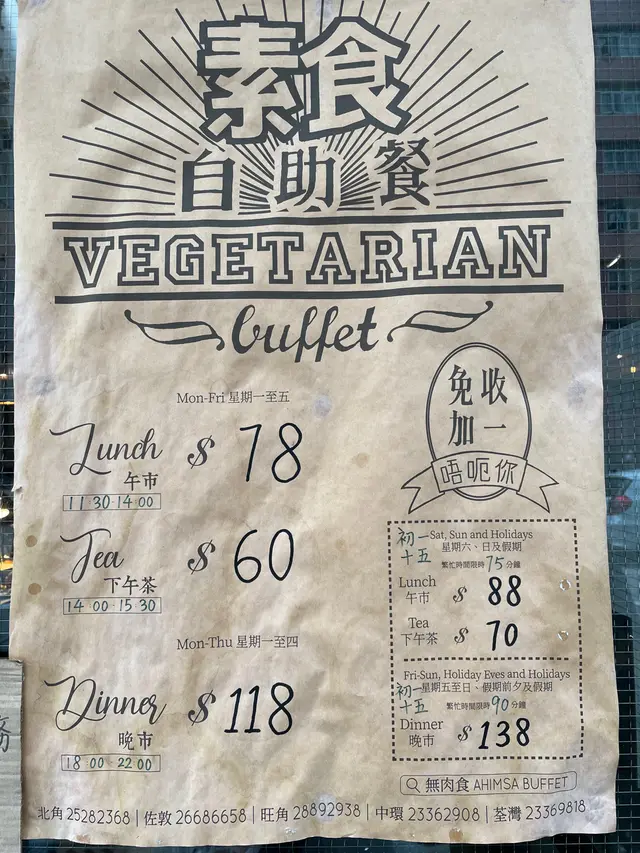 素食
自助餐
VEGETARIAN
buffet
Mon-Fri 星期一至五
Lunch $ 78
午市
11:30-14:00
Tea $ 60
下午茶
14:00-15:30
Mon-Thu 星期一至四
Dinner $ 118
晚市
18:00-22:00
免收
加一
唔呃你
初一
十五
Sat, Sun and Holidays
星期六、日及假期
繁忙時間限時75分鐘
Lunch
午市 $ 88
Tea
下午茶 $ 70
Fri-Sun, Holiday Eves and Holidays
初一
十五
星期五至日、假期前夕及假期
繁忙時間限時90分鐘
Dinner
晚市 $ 138
無肉食 AHIMSA BUFFET
北角 25282368 | 佐敦 26686658 | 旺角 28892938 | 中環 23362908 | 荃灣 23369818